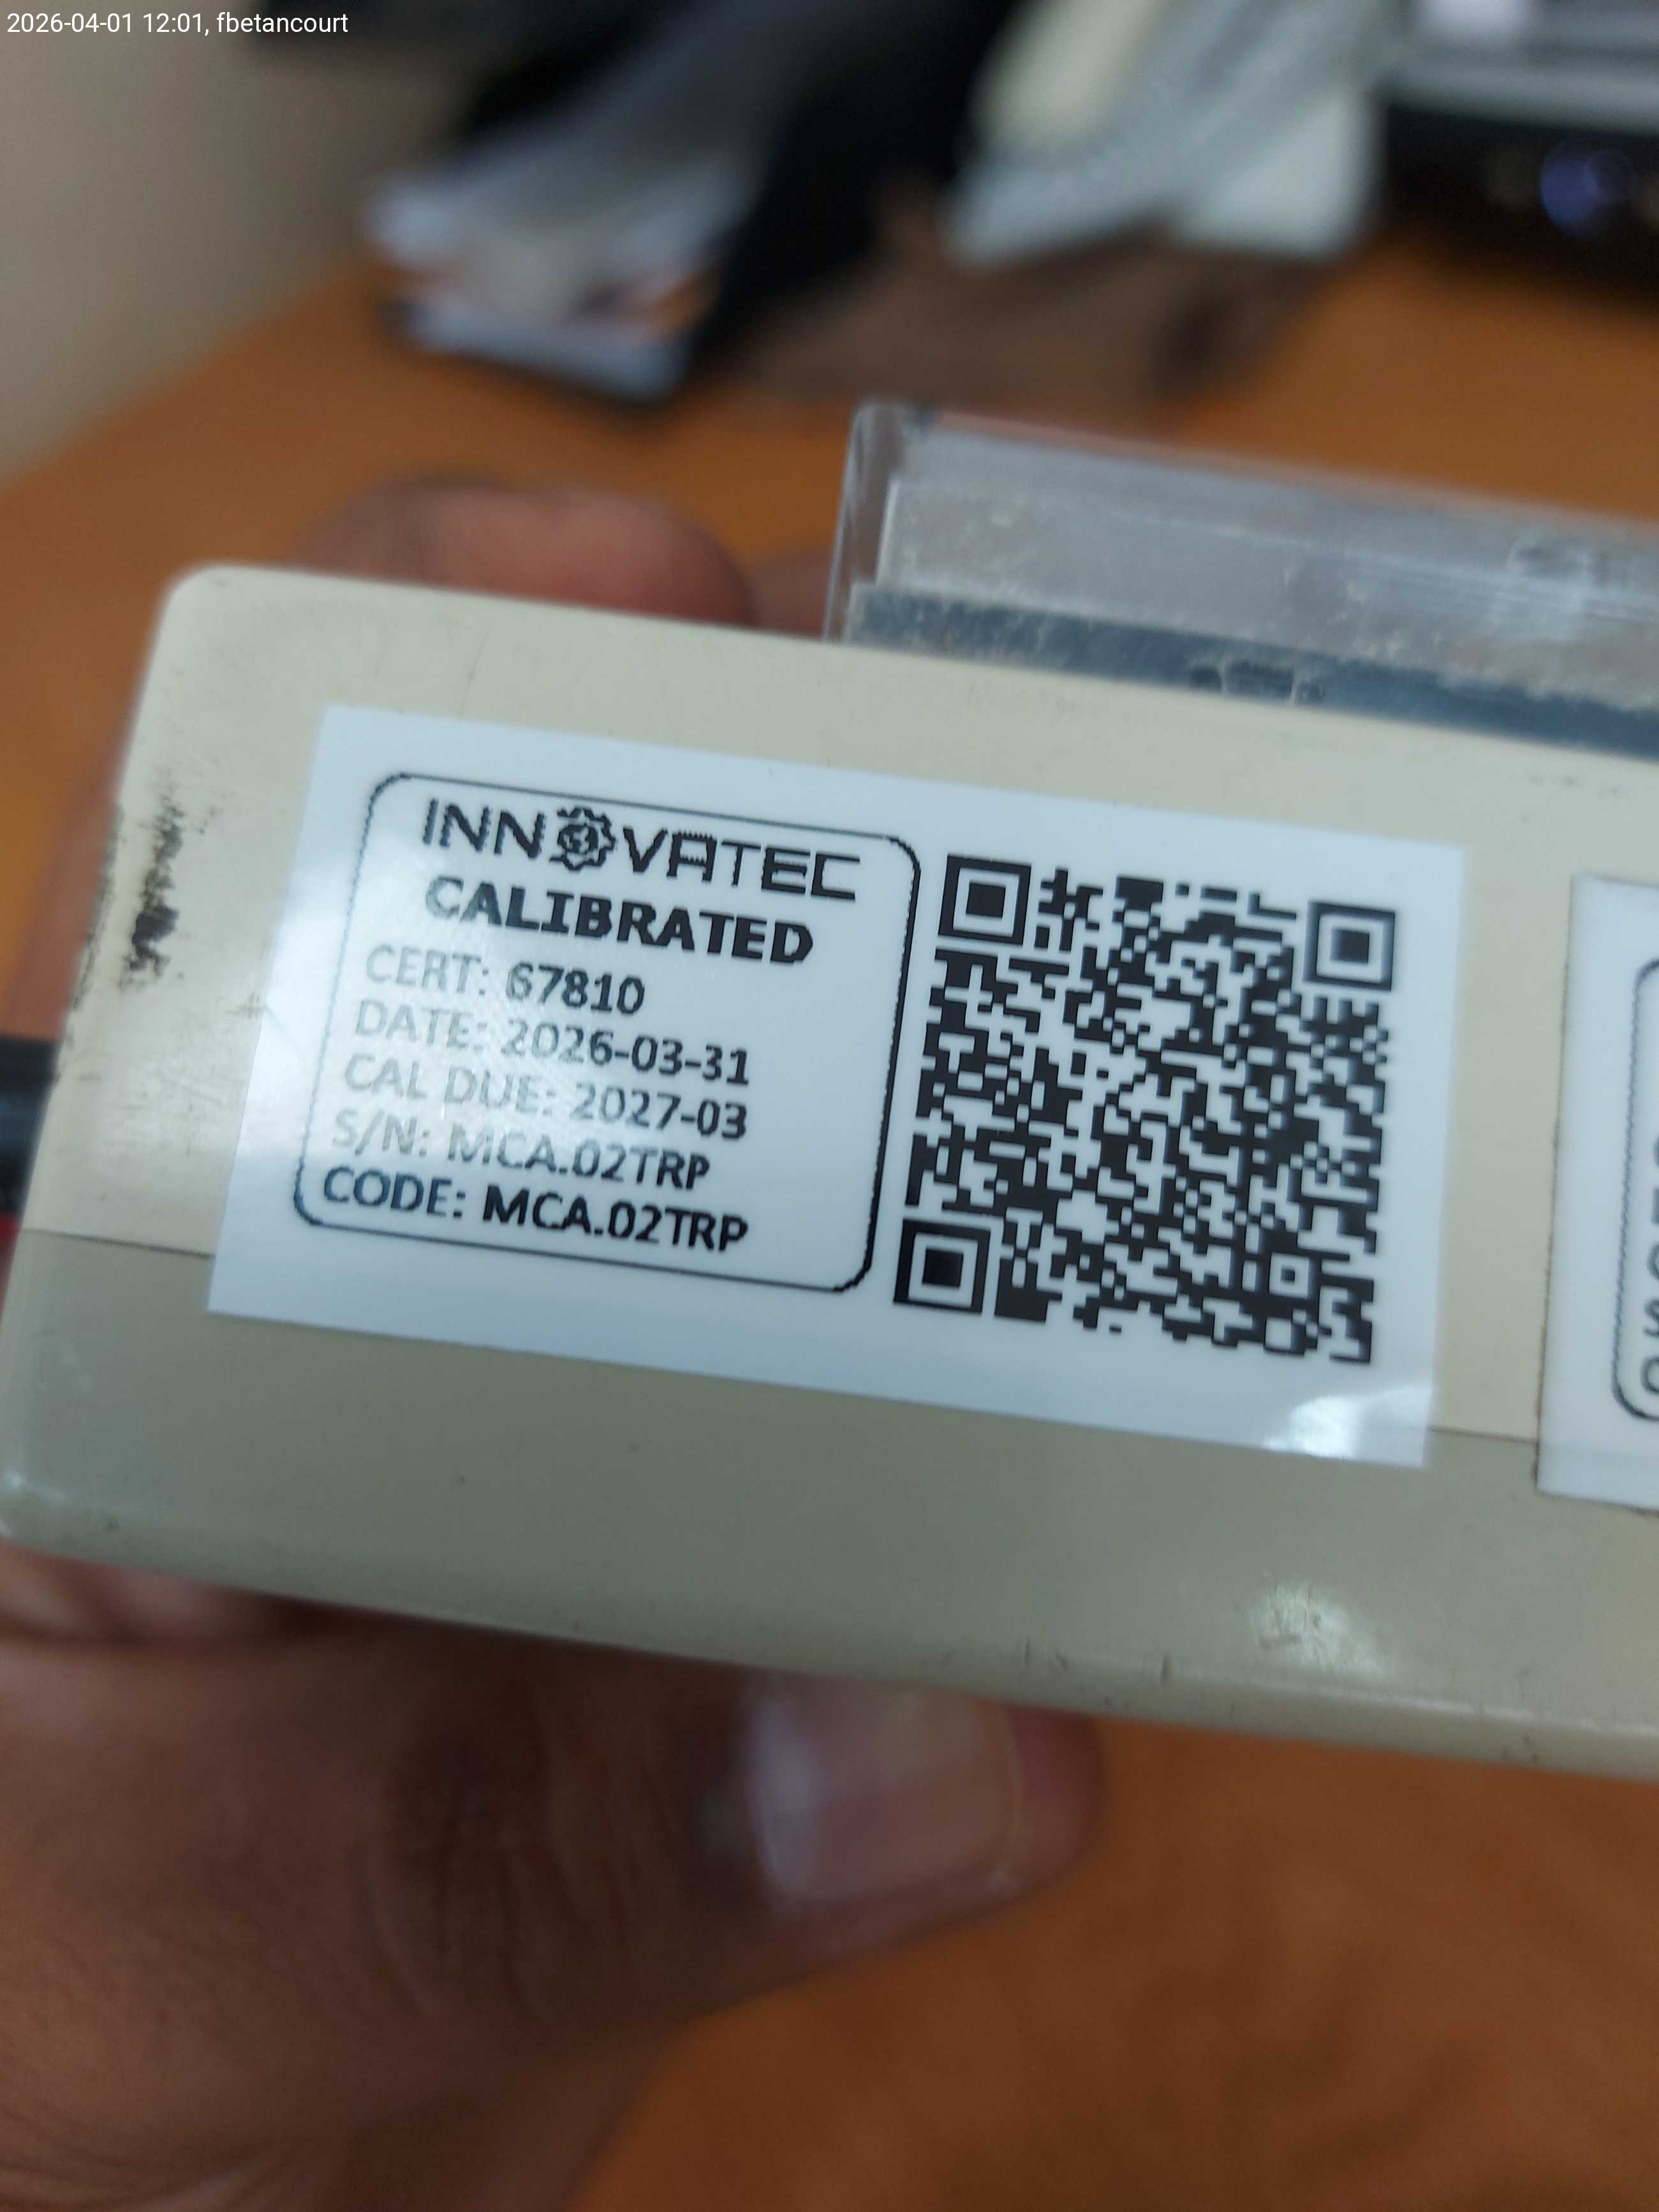 2026-04-01 12:01, fbetancourt
INNOVATEC
CALIBRATED
CERT: 67810
DATE: 2026-03-31
CAL DUE: 2027-03
S/N: MCA.02TRP
CODE: MCA.02TRP